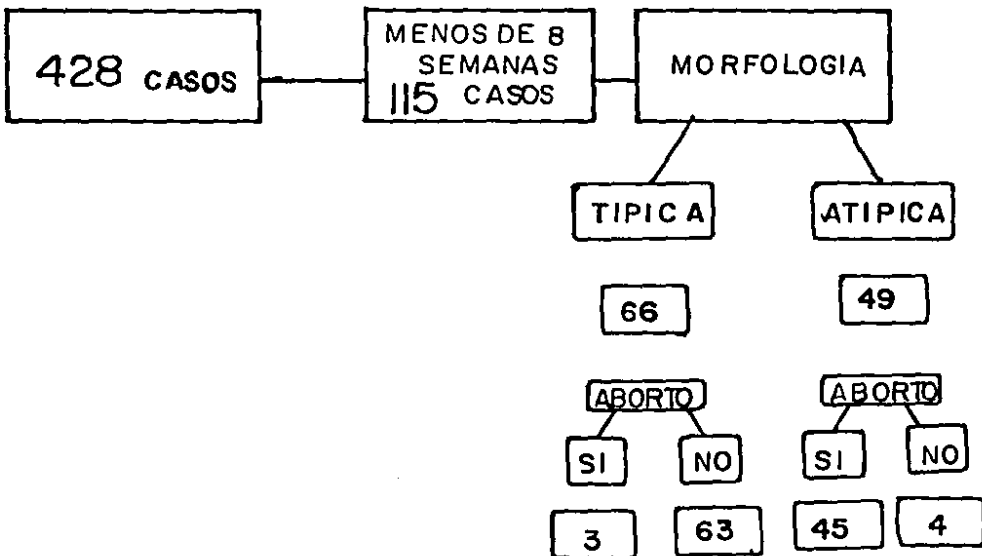 428 CASOS
MENOS DE 8
SEMANAS
115 CASOS
MORFOLOGIA
TIPICA
ATIPICA
66
49
ABORTO
ABORTO
SI
NO
SI
NO
3
63
45
4